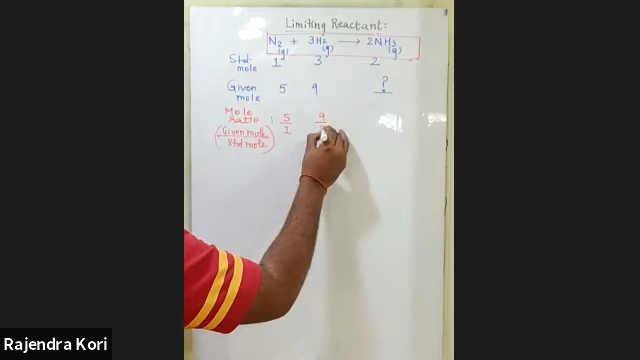 Limiting Reactant:
N2(g) + 3H2(g) → 2NH3(g)
Std. mole 1 3 2
Given mole 5 9 ?
Mole ratio : 5/1 9/
(Given mole / Std mole)
Rajendra Kori